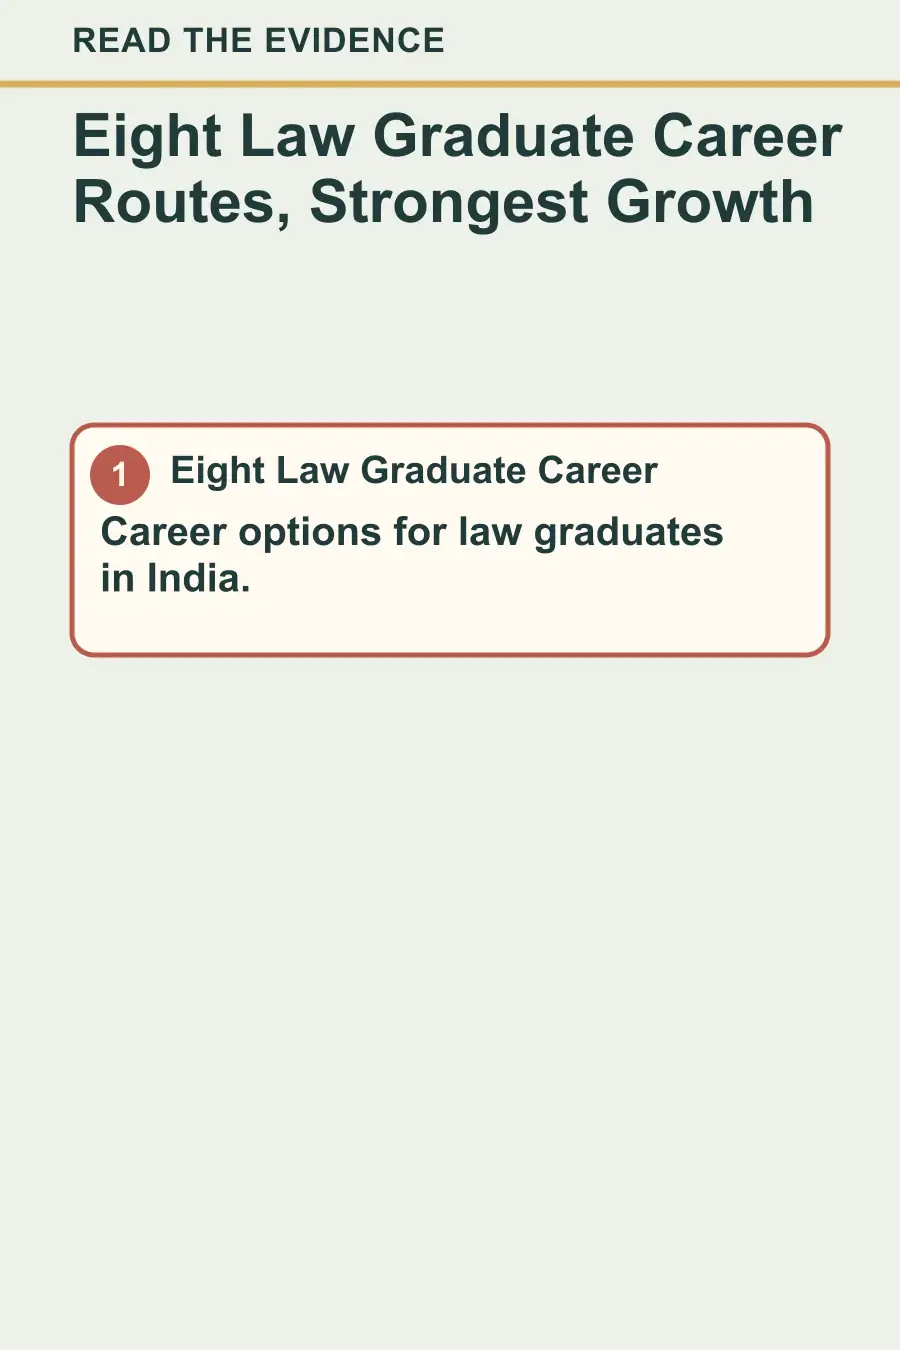 READ THE EVIDENCE
Eight Law Graduate Career
Routes, Strongest Growth
1 Eight Law Graduate Career
Career options for law graduates
in India.